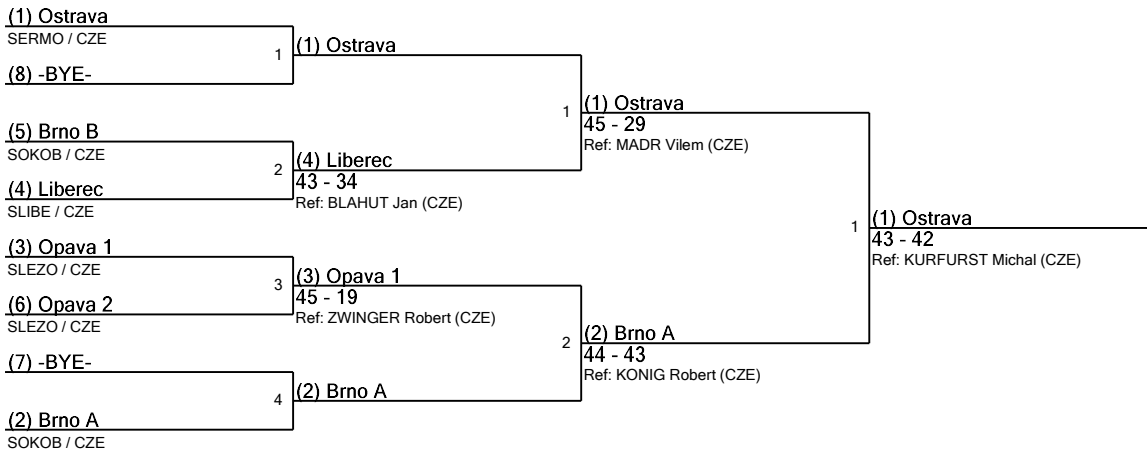 (1) Ostrava
SERMO / CZE
1
(8) -BYE-
(5) Brno B
SOKOB / CZE
2
(4) Liberec
SLIBE / CZE
(3) Opava 1
SLEZO / CZE
3
(6) Opava 2
SLEZO / CZE
(7) -BYE-
4
(2) Brno A
SOKOB / CZE
(1) Ostrava
1
(4) Liberec
43 - 34
Ref: BLAHUT Jan (CZE)
(3) Opava 1
45 - 19
Ref: ZWINGER Robert (CZE)
2
(2) Brno A
(1) Ostrava
45 - 29
Ref: MADR Vilem (CZE)
1
(2) Brno A
44 - 43
Ref: KONIG Robert (CZE)
(1) Ostrava
43 - 42
Ref: KURFURST Michal (CZE)